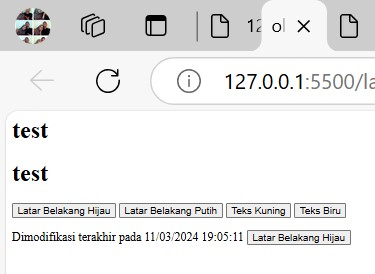 12
ol
127.0.0.1:5500/la
test
test
Latar Belakang Hijau Latar Belakang Putih Teks Kuning Teks Biru
Dimodifikasi terakhir pada 11/03/2024 19:05:11 Latar Belakang Hijau